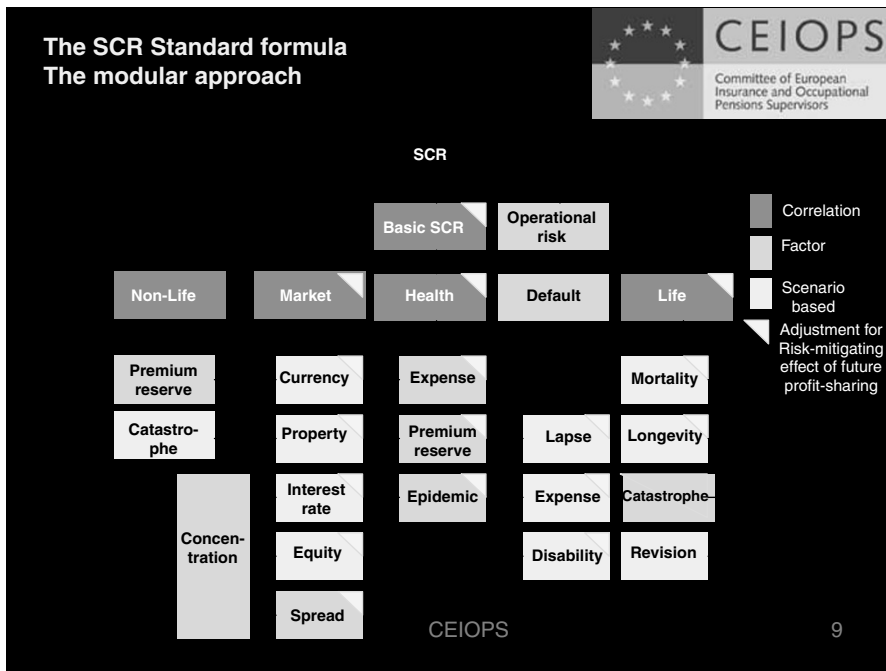 The SCR Standard formula
The modular approach
CEIOPS
Committee of European
Insurance and Occupational
Pensions Supervisors
SCR
Basic SCR
Operational
risk
Correlation
Factor
Scenario
based
Adjustment for
Risk-mitigating
effect of future
profit-sharing
Non-Life
Market
Health
Default
Life
Premium
reserve
Currency
Expense
Mortality
Catastro-
phe
Property
Premium
reserve
Lapse
Longevity
Interest
rate
Epidemic
Expense
Catastrophe
Concen-
tration
Equity
Disability
Revision
Spread
CEIOPS
9